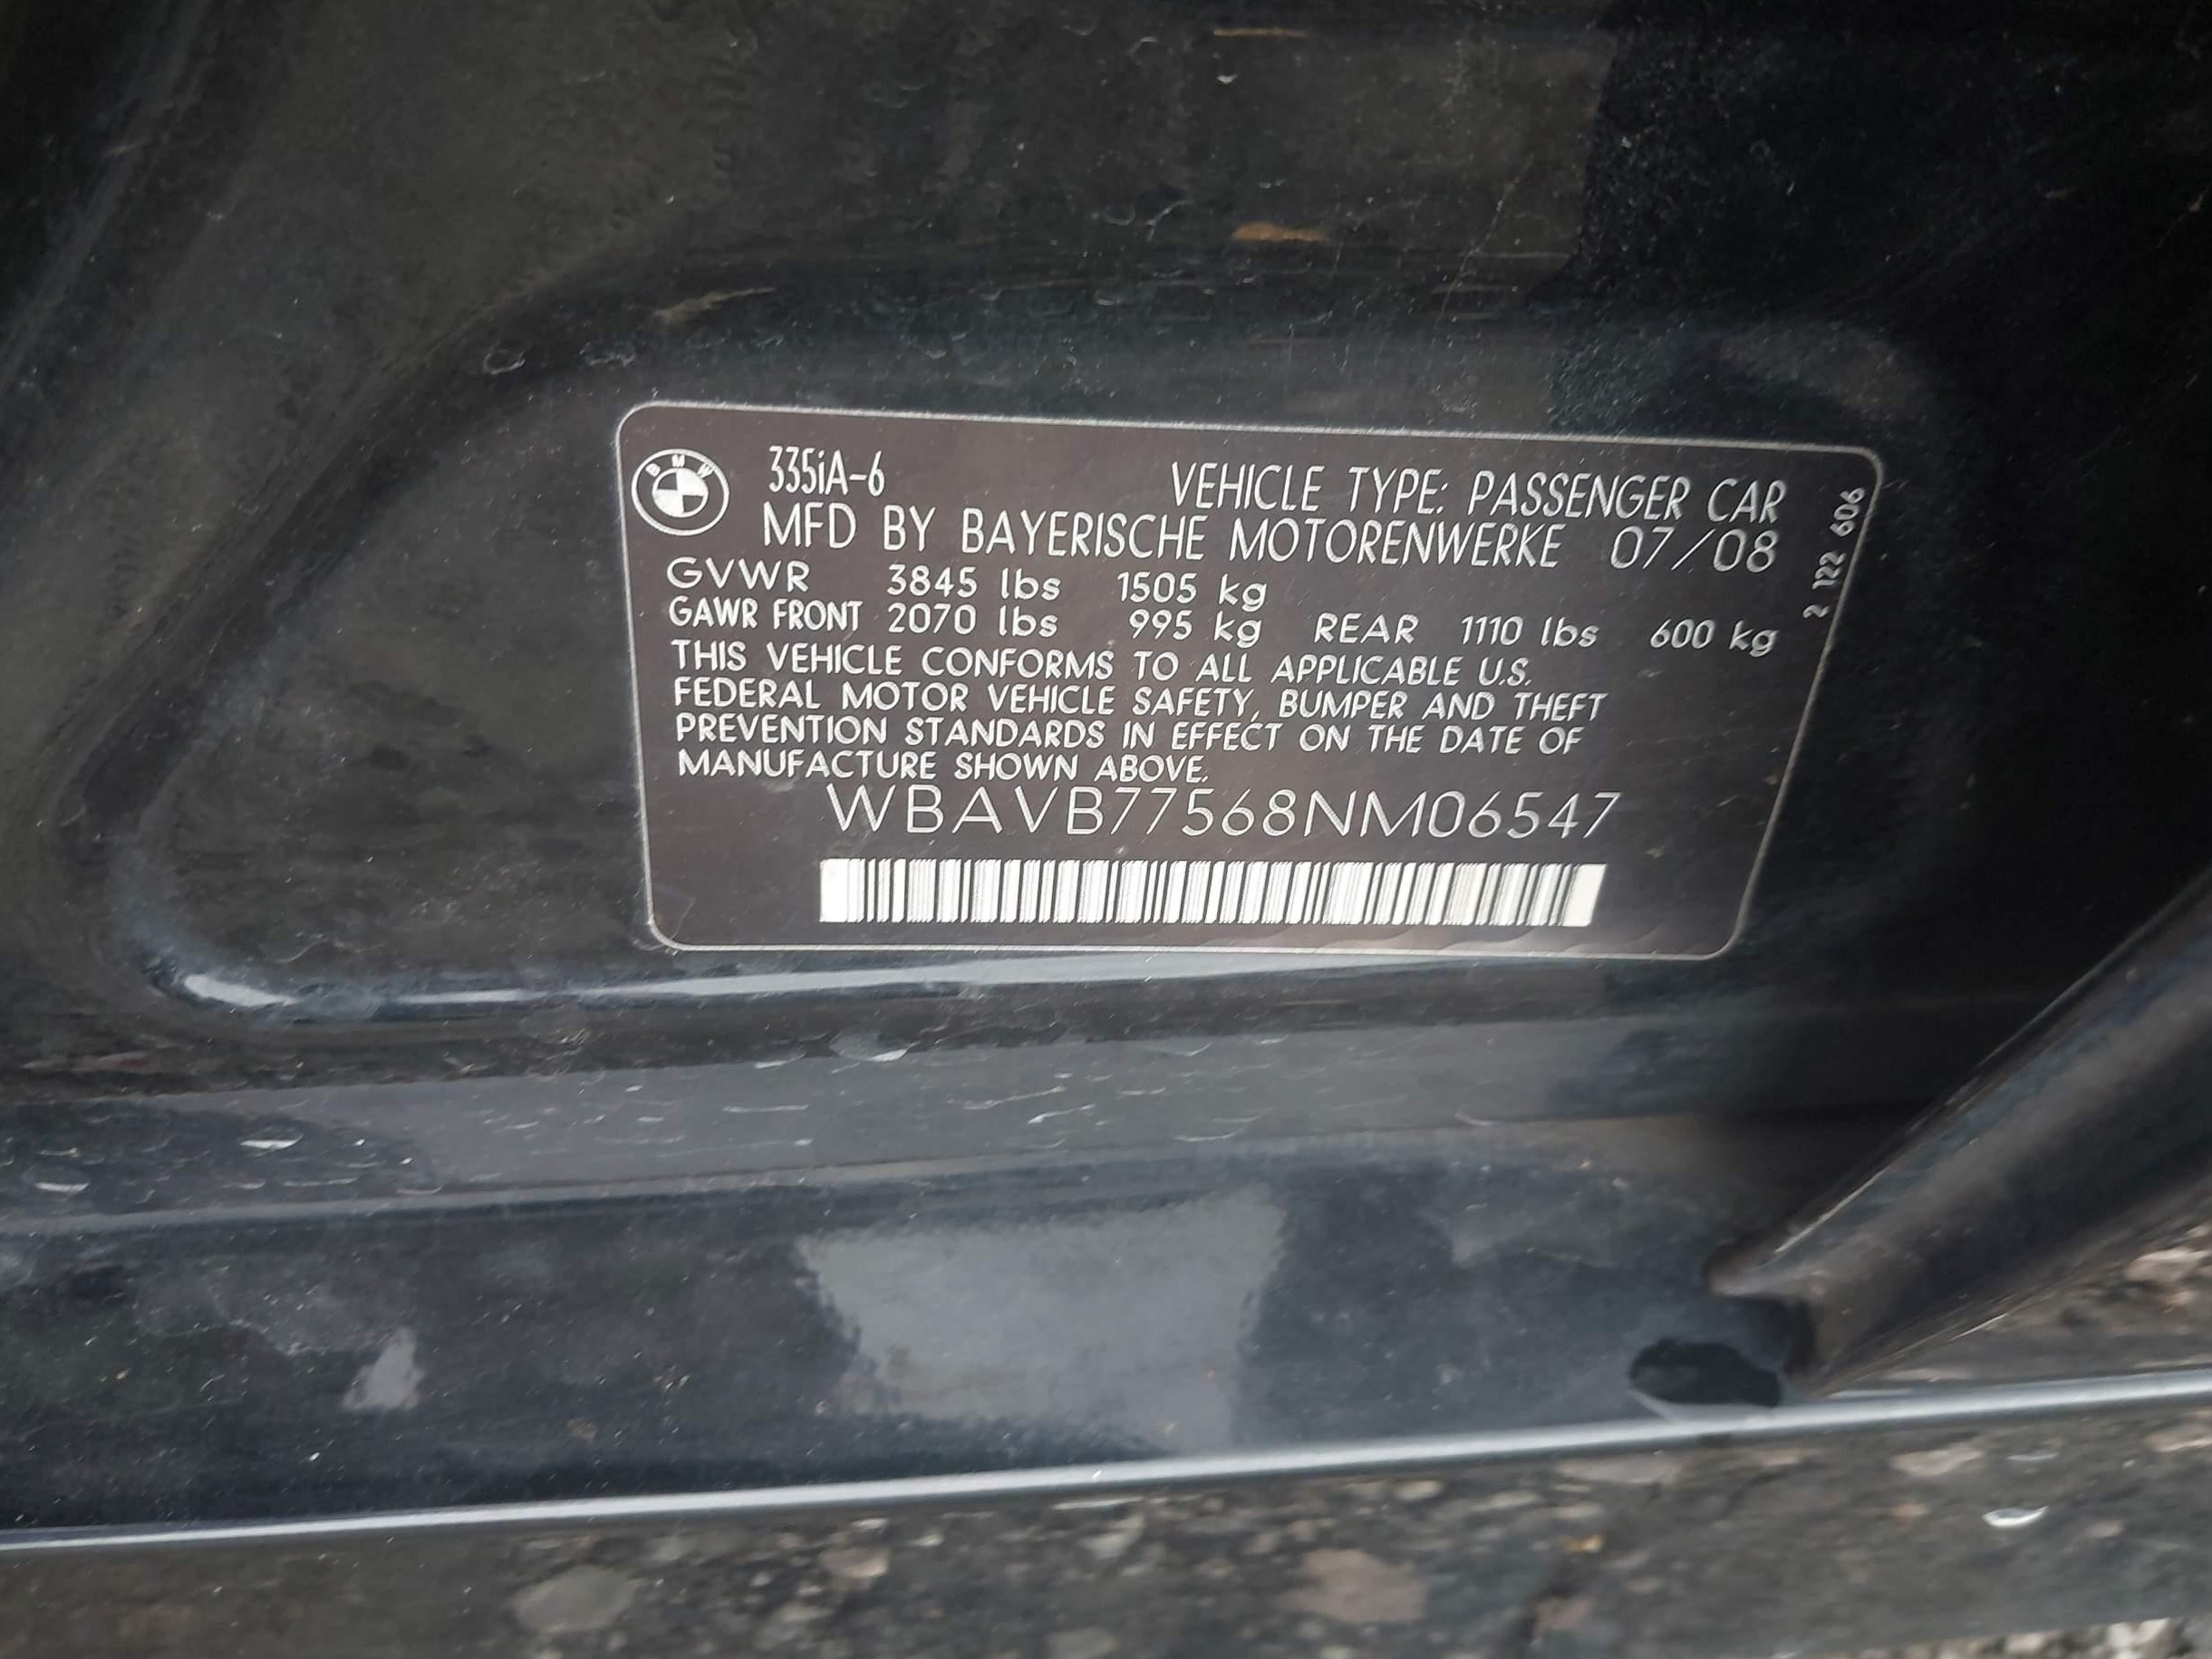 BMW
335iA-6
VEHICLE TYPE: PASSENGER CAR
MFD BY BAYERISCHE MOTORENWERKE 07/08
GVWR 3845 lbs 1505 kg
GAWR FRONT 2070 lbs 995 kg REAR 1110 lbs 600 kg
THIS VEHICLE CONFORMS TO ALL APPLICABLE U.S.
FEDERAL MOTOR VEHICLE SAFETY, BUMPER AND THEFT
PREVENTION STANDARDS IN EFFECT ON THE DATE OF
MANUFACTURE SHOWN ABOVE.
WBAVB77568NM06547
2 122 606